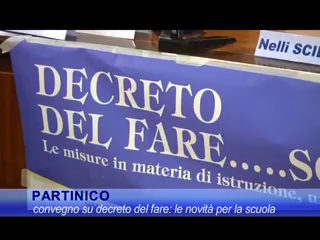 Nelli SCI
DECRETO
DEL FARE.....SC
Le misure in materia di istruzione, u
PARTINICO
convegno su decreto del fare: le novità per la scuola